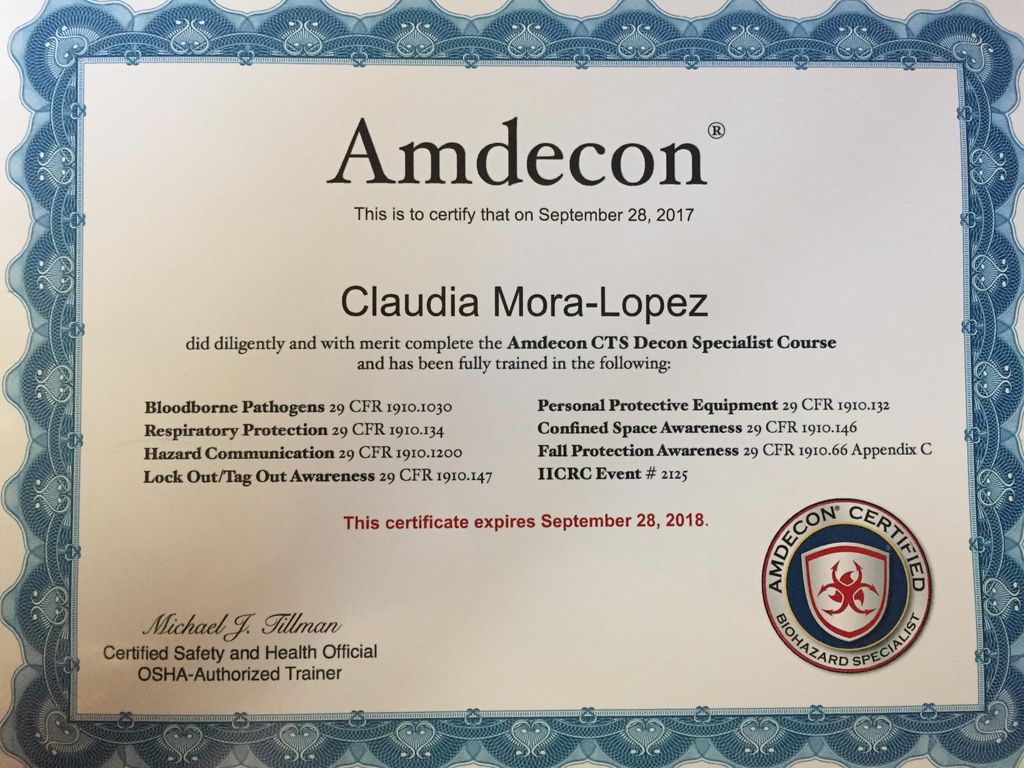 Amdecon®
This is to certify that on September 28, 2017
Claudia Mora-Lopez
did diligently and with merit complete the Amdecon CTS Decon Specialist Course
and has been fully trained in the following:
Bloodborne Pathogens 29 CFR 1910.1030
Respiratory Protection 29 CFR 1910.134
Hazard Communication 29 CFR 1910.1200
Lock Out/Tag Out Awareness 29 CFR 1910.147
Personal Protective Equipment 29 CFR 1910.132
Confined Space Awareness 29 CFR 1910.146
Fall Protection Awareness 29 CFR 1910.66 Appendix C
IICRC Event # 2125
This certificate expires September 28, 2018.
Michael J. Tillman
Certified Safety and Health Official
OSHA-Authorized Trainer
AMDECON® CERTIFIED
BIOHAZARD SPECIALIST